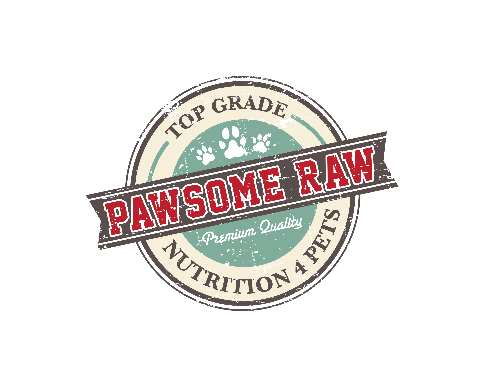 TOP GRADE
PAWSOME RAW
Premium Quality
NUTRITION 4 PETS